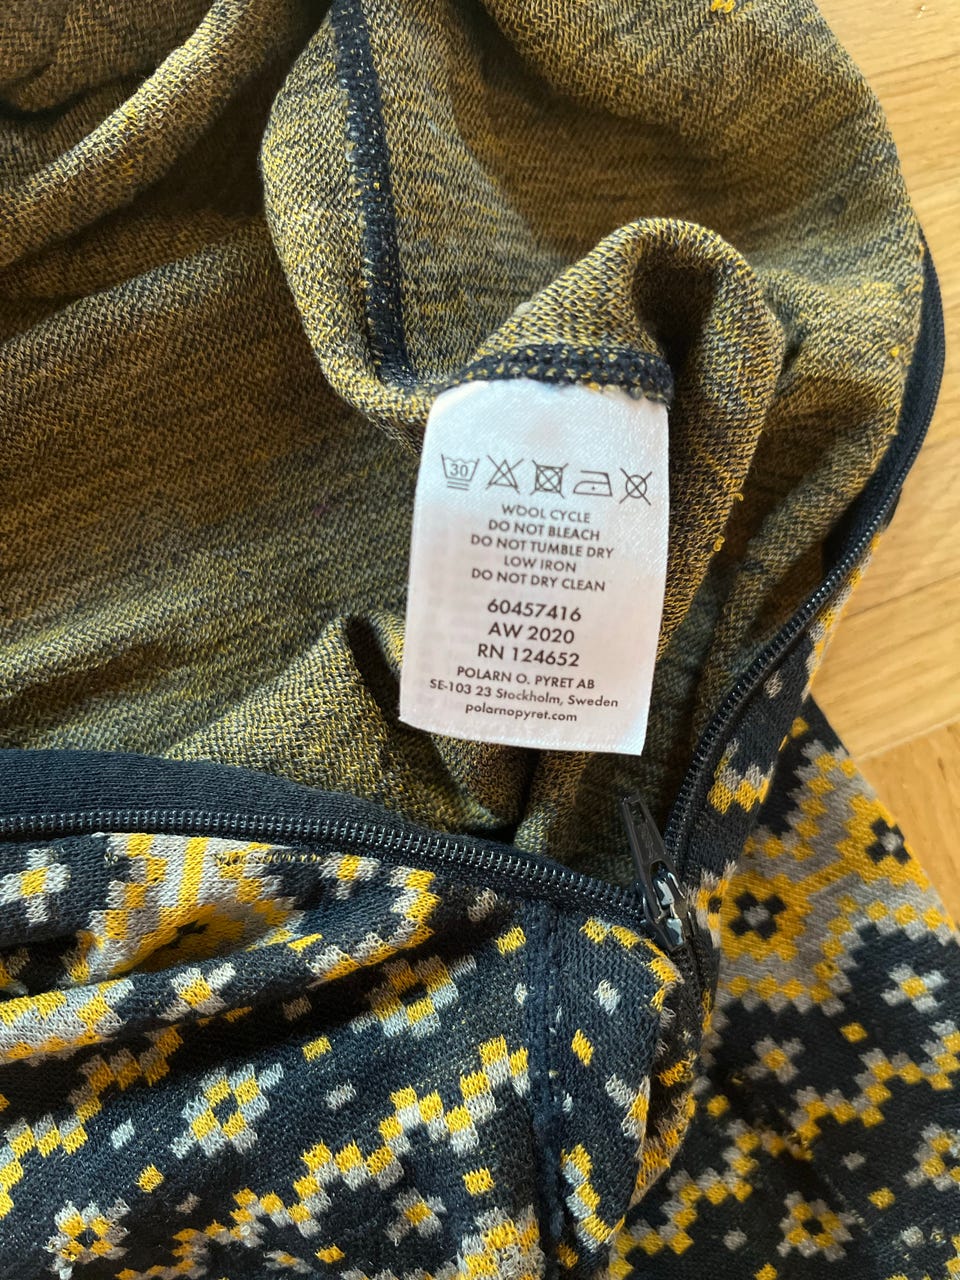 30
WOOL CYCLE
DO NOT BLEACH
DO NOT TUMBLE DRY
LOW IRON
DO NOT DRY CLEAN
60457416
AW 2020
RN 124652
POLARN O. PYRET AB
SE-103 23 Stockholm, Sweden
polarnopyret.com